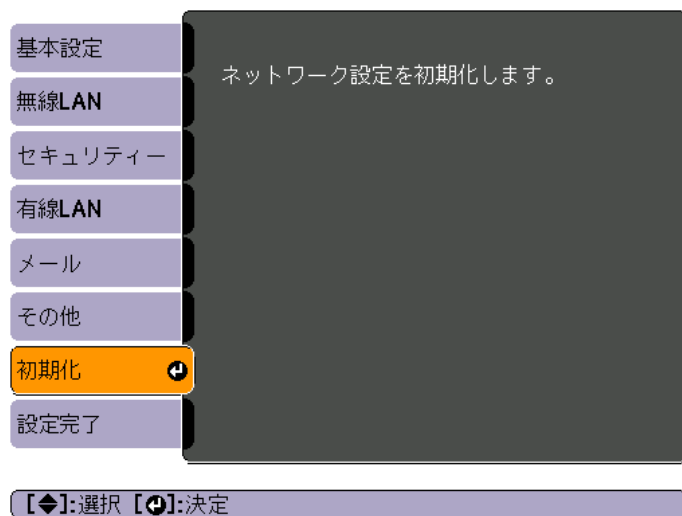 基本設定
無線LAN
セキュリティー
有線LAN
メール
その他
初期化
設定完了
ネットワーク設定を初期化します。
[◆]:選択 [⏎]:決定